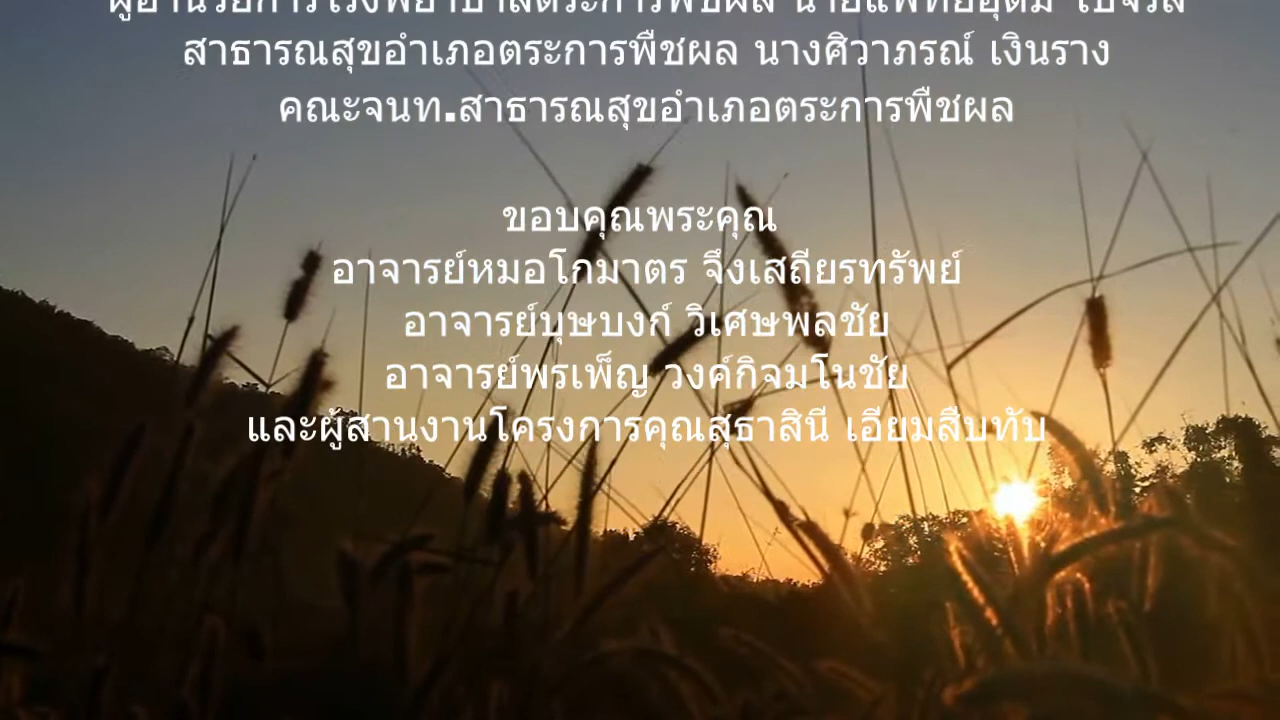 สาธารณสุขอำเภอตระการพืชผล นางศิวาภรณ์ เงินราง
คณะจนท.สาธารณสุขอำเภอตระการพืชผล
ขอบคุณพระคุณ
อาจารย์หมอโกมาตร จึงเสถียรทรัพย์
อาจารย์บุษบงก์ วิเศษพลชัย
อาจารย์พรเพ็ญ วงค์กิจมโนชัย
และผู้สานงานโครงการคุณสุธาสินี เอียมสืบทับ